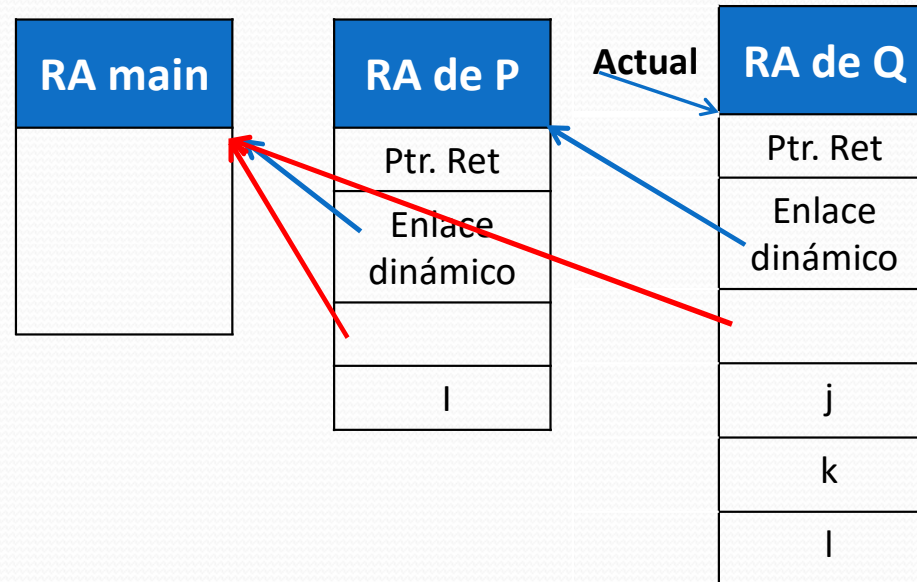 RA main
RA de P
Ptr. Ret
Enlace
dinámico
I
Actual
RA de Q
Ptr. Ret
Enlace
dinámico
j
k
l